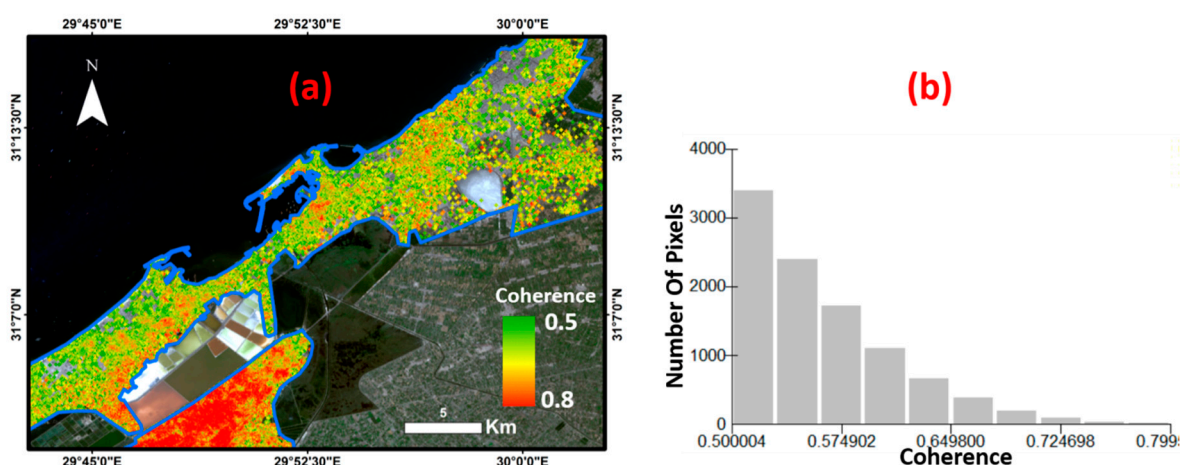 29°45'0"E
29°52'30"E
30°0'0"E
(a)
N
31°13'30"N
31°13'30"N
31°7'0"N
31°7'0"N
Coherence
0.5
0.8
5
Km
29°45'0"E
29°52'30"E
30°0'0"E
(b)
Number Of Pixels
4000
3000
2000
1000
0
0.500004
0.574902
0.649800
0.724698
Coherence